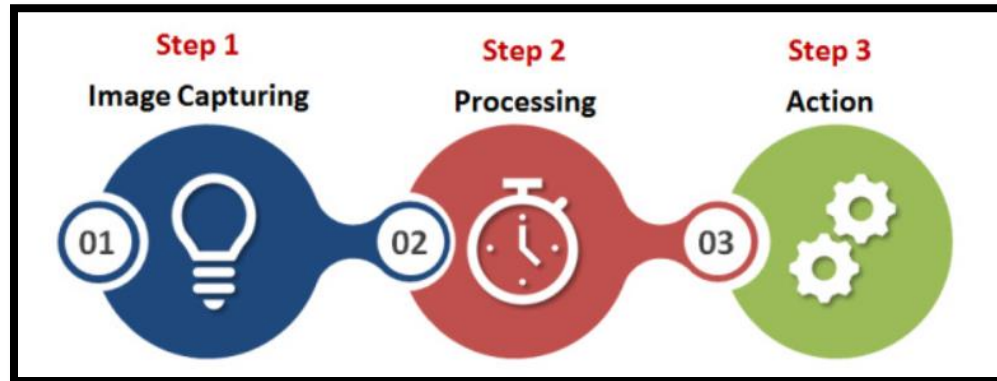 Step 1
Image Capturing
Step 2
Processing
Step 3
Action
01
02
03